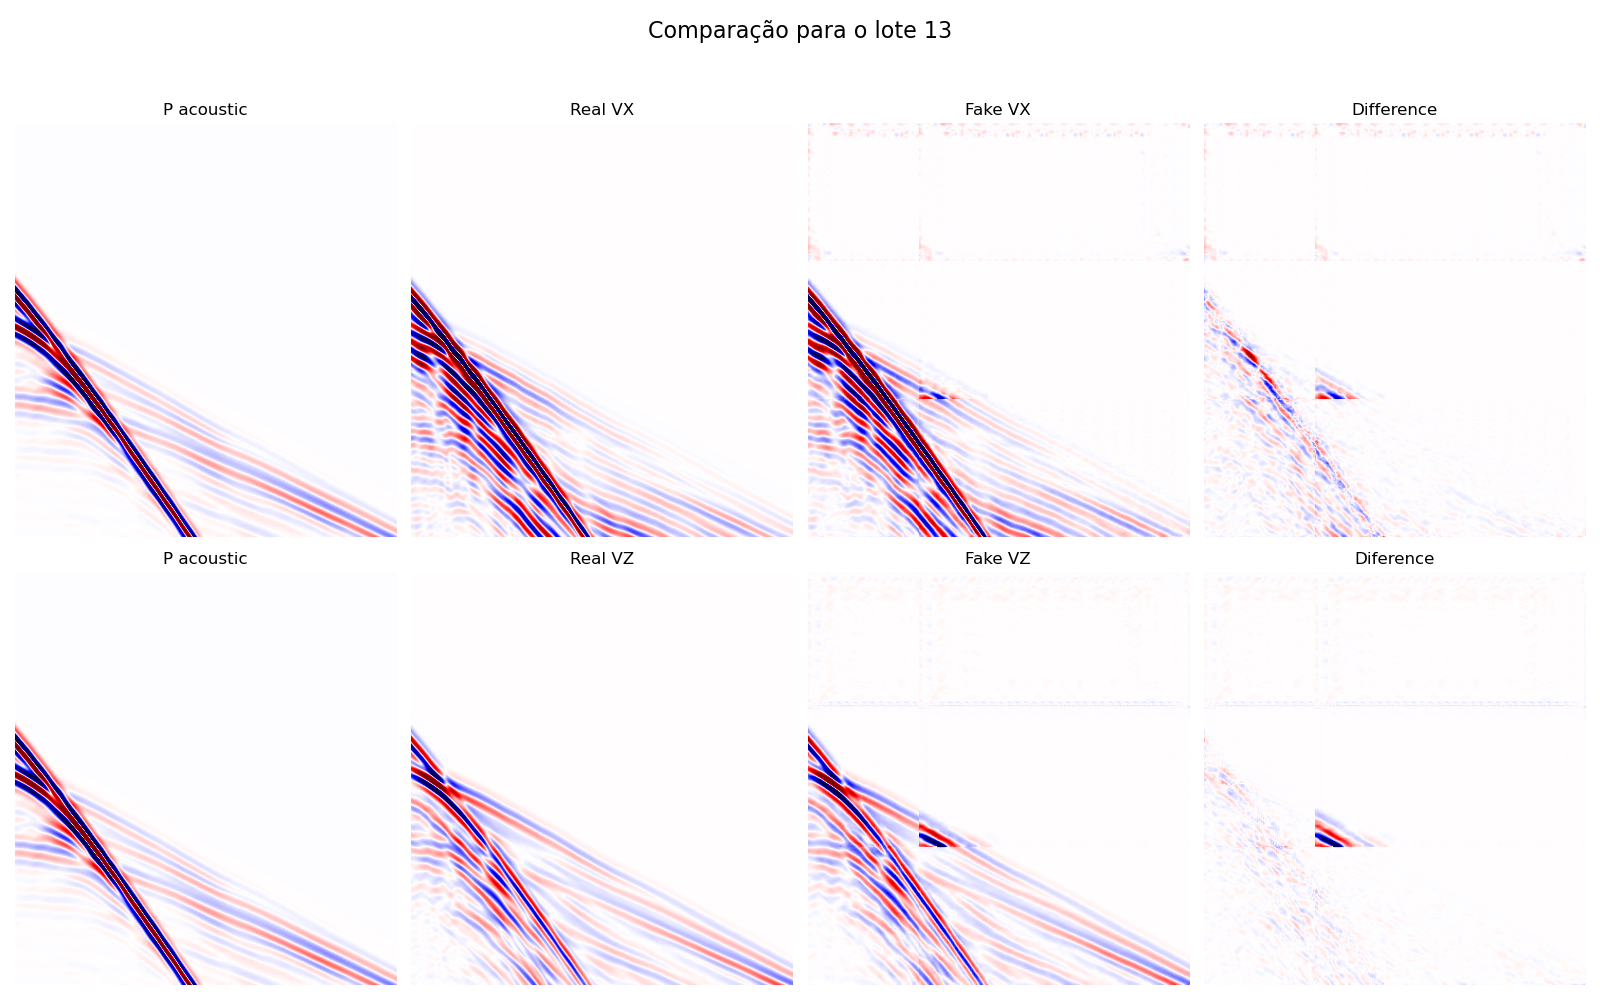 Comparação para o lote 13
P acoustic
Real VX
Fake VX
Difference
P acoustic
Real VZ
Fake VZ
Diference